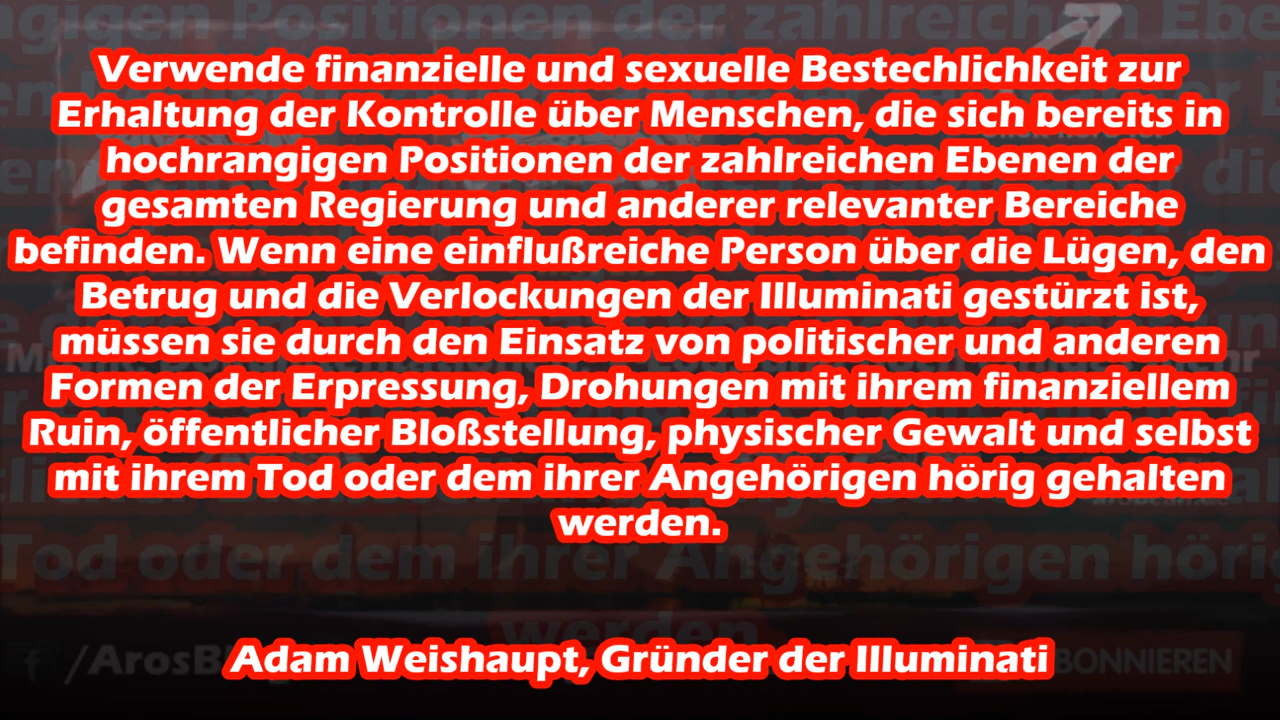 Verwende finanzielle und sexuelle Bestechlichkeit zur
Erhaltung der Kontrolle über Menschen, die sich bereits in
hochrangigen Positionen der zahlreichen Ebenen der
gesamten Regierung und anderer relevanter Bereiche
befinden. Wenn eine einflußreiche Person über die Lügen, den
Betrug und die Verlockungen der Illuminati gestürzt ist,
müssen sie durch den Einsatz von politischer und anderen
Formen der Erpressung, Drohungen mit ihrem finanziellem
Ruin, öffentlicher Bloßstellung, physischer Gewalt und selbst
mit ihrem Tod oder dem ihrer Angehörigen hörig gehalten
werden.
Adam Weishaupt, Gründer der Illuminati